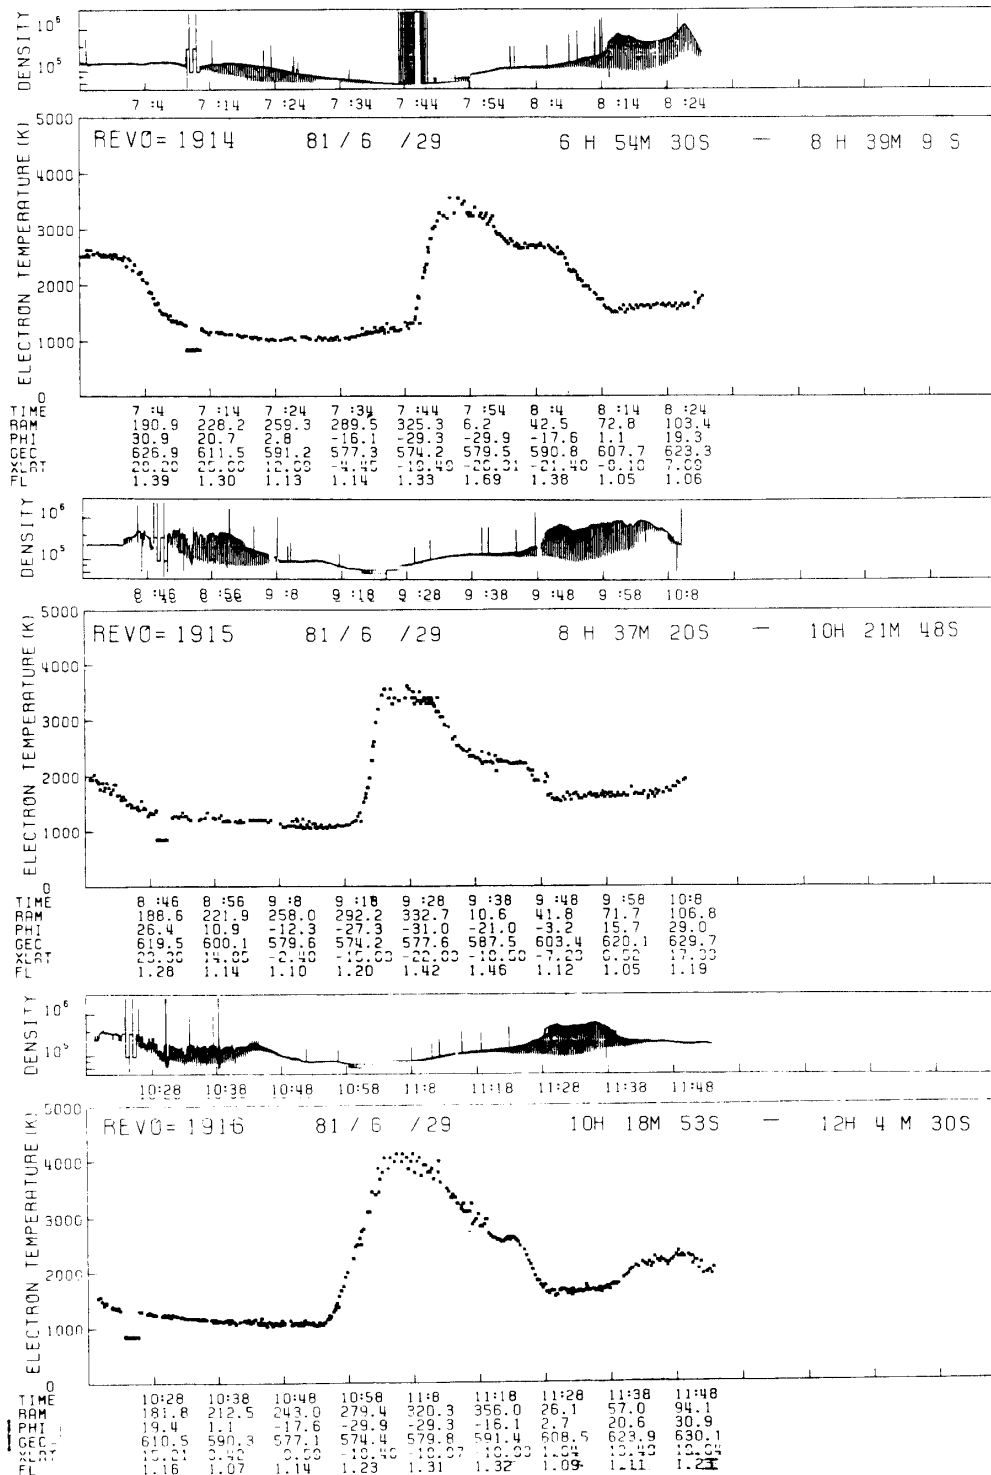 DENSITY
10⁶
10⁵
7 :4 7 :14 7 :24 7 :34 7 :44 7 :54 8 :4 8 :14 8 :24
ELECTRON TEMPERATURE (K)
5000
REVO= 1914 81 / 6 /29 6 H 54M 30S — 8 H 39M 9 S
4000
3000
2000
1000
0
TIME 7 :4 7 :14 7 :24 7 :34 7 :44 7 :54 8 :4 8 :14 8 :24
RAM 190.9 228.2 259.3 289.5 325.3 6.2 42.5 72.8 103.4
PHI 30.9 20.7 2.8 -16.1 -29.3 -29.9 -17.6 1.1 19.3
GEC 626.9 611.5 591.2 577.3 574.2 579.5 590.8 607.7 623.3
XLAT
FL 1.39 1.30 1.13 1.14 1.33 1.69 1.38 1.05 1.06
DENSITY
10⁶
10⁵
8 :46 8 :56 9 :8 9 :18 9 :28 9 :38 9 :48 9 :58 10:8
ELECTRON TEMPERATURE (K)
5000
REVO= 1915 81 / 6 /29 8 H 37M 20S — 10H 21M 48S
4000
3000
2000
1000
0
TIME 8 :46 8 :56 9 :8 9 :18 9 :28 9 :38 9 :48 9 :58 10:8
RAM 188.6 221.9 258.0 292.2 332.7 10.6 41.8 71.7 106.8
PHI 26.4 10.9 -12.3 -27.3 -31.0 -21.0 -3.2 15.7 29.0
GEC 619.5 600.1 579.6 574.2 577.6 587.5 603.4 620.1 629.7
XLAT
FL 1.28 1.14 1.10 1.20 1.42 1.46 1.12 1.05 1.19
DENSITY
10⁶
10⁵
10:28 10:38 10:48 10:58 11:8 11:18 11:28 11:38 11:48
ELECTRON TEMPERATURE (K)
5000
REVO= 1916 81 / 6 /29 10H 18M 53S — 12H 4 M 30S
4000
3000
2000
1000
0
TIME 10:28 10:38 10:48 10:58 11:8 11:18 11:28 11:38 11:48
RAM 181.8 212.5 243.0 279.4 320.3 356.0 26.1 57.0 94.1
PHI 19.4 1.1 -17.6 -29.9 -29.3 -16.1 2.7 20.6 30.9
GEC 610.5 590.3 577.1 574.4 579.8 591.4 608.5 623.9 630.1
XLAT
FL 1.16 1.07 1.14 1.23 1.31 1.32 1.09 1.11